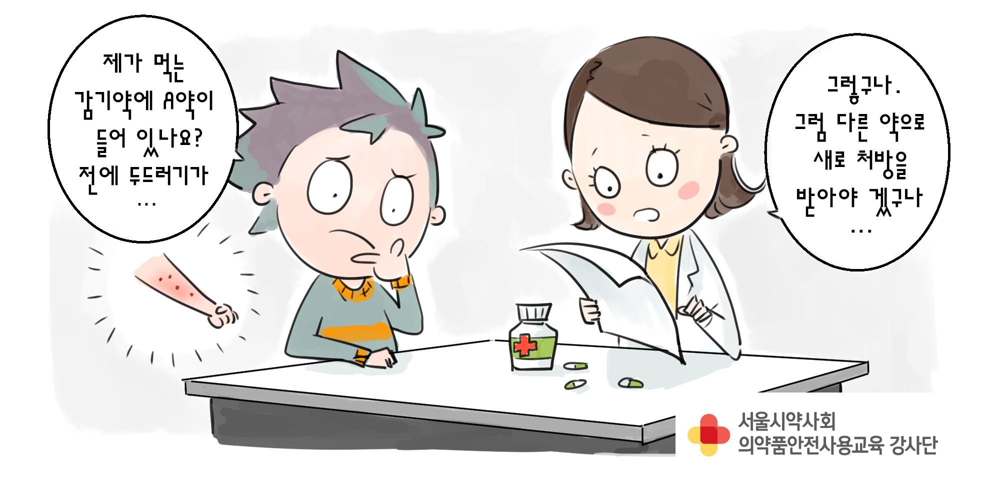 제가 먹는
감기약에 A약이
들어 있나요?
전에 두드러기가
...
그렇구나.
그럼 다른 약으로
새로 처방을
받아야 겠구나
...
서울시약사회
의약품안전사용교육 강사단